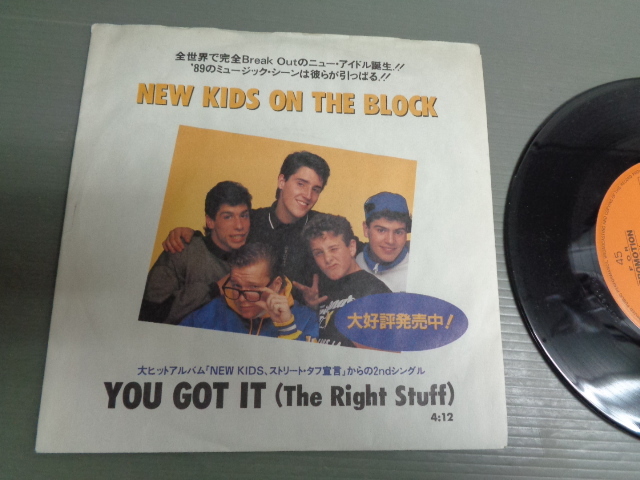 全世界で完全Break Outのニュー・アイドル誕生!!
'89のミュージック・シーンは彼らが引っぱる!!
NEW KIDS ON THE BLOCK
大好評発売中!
大ヒットアルバム「NEW KIDS、ストリート・タフ宣言」からの2ndシングル
YOU GOT IT (The Right Stuff)
4:12
45
FOR
PROMOTION